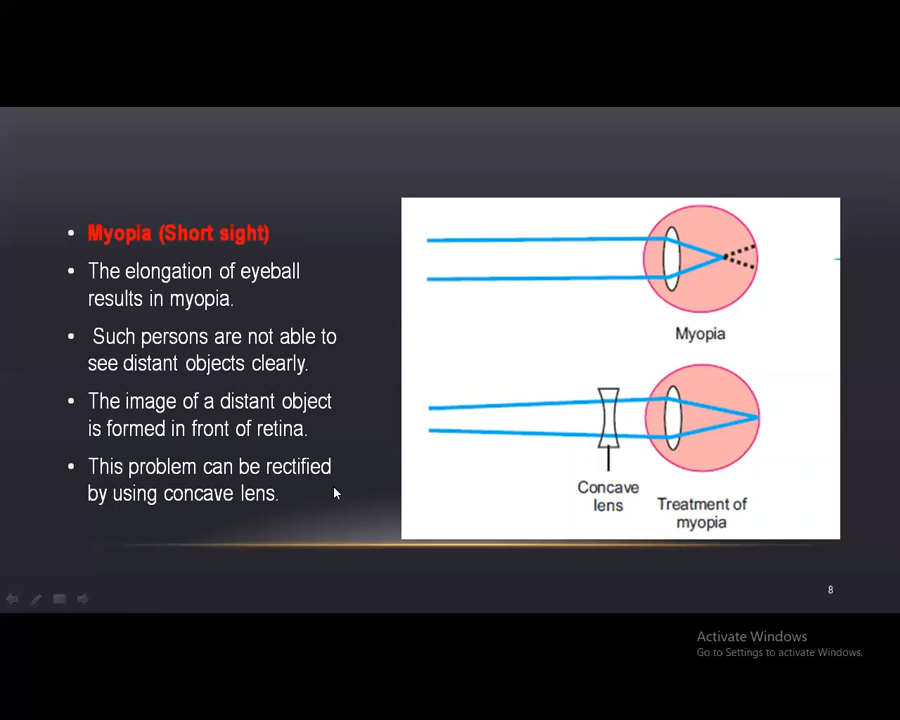 Myopia (Short sight)
The elongation of eyeball
results in myopia.
Such persons are not able to
see distant objects clearly.
The image of a distant object
is formed in front of retina.
This problem can be rectified
by using concave lens.
Myopia
Concave
lens
Treatment of
myopia
8
Activate Windows
Go to Settings to activate Windows.